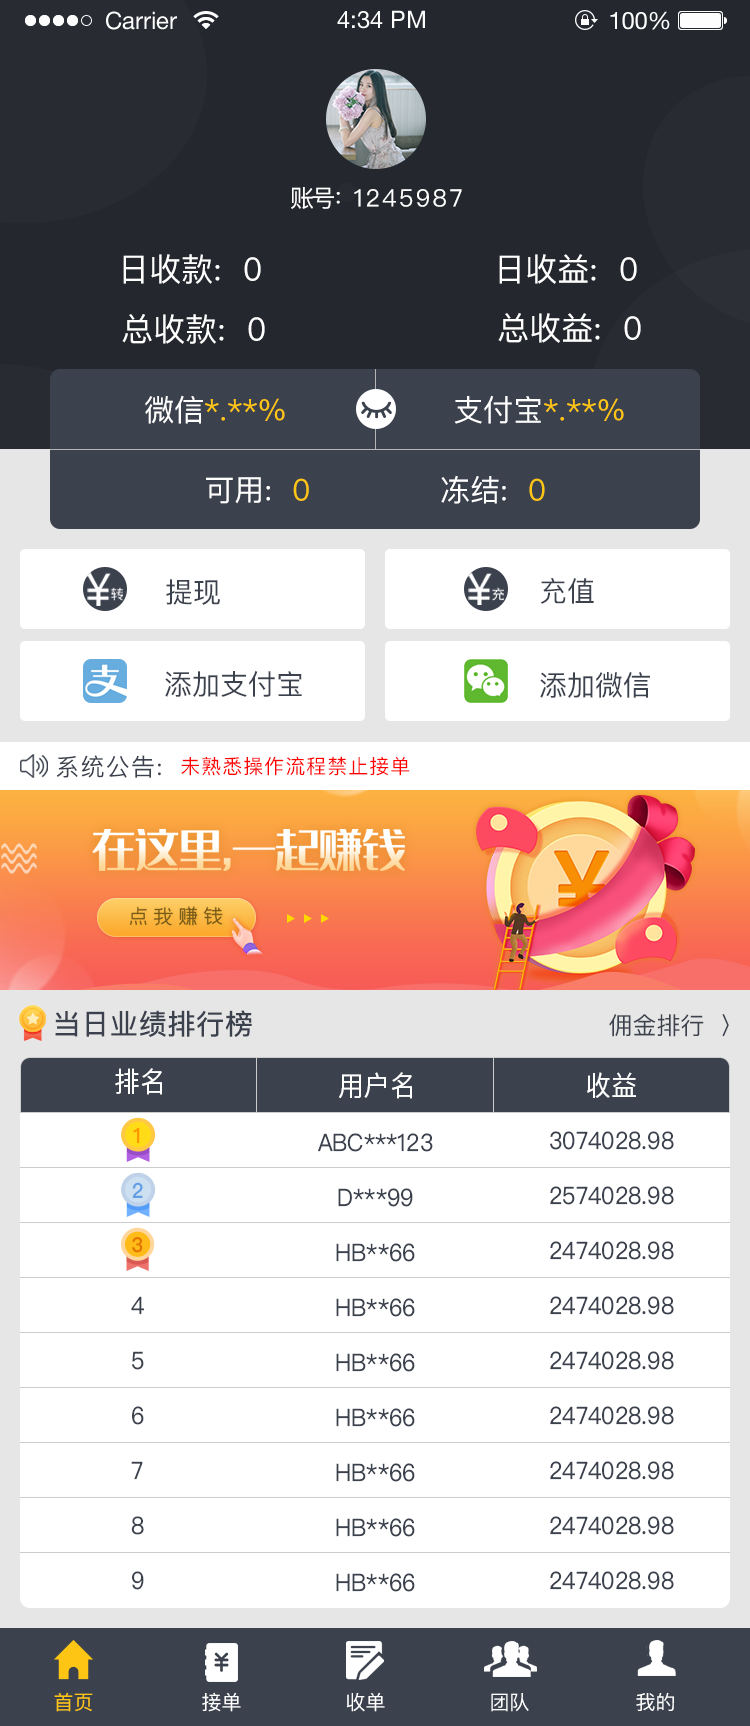 Carrier 4:34 PM 100%
账号: 1245987
日收款: 0 日收益: 0
总收款: 0 总收益: 0
微信*.**% 支付宝*.**%
可用: 0 冻结: 0
¥转 提现 ¥充 充值
支 添加支付宝 添加微信
系统公告: 未熟悉操作流程禁止接单
在这里,一起赚钱
¥
点我赚钱
当日业绩排行榜 佣金排行 〉
排名 用户名 收益
1 ABC***123 3074028.98
2 D***99 2574028.98
3 HB**66 2474028.98
4 HB**66 2474028.98
5 HB**66 2474028.98
6 HB**66 2474028.98
7 HB**66 2474028.98
8 HB**66 2474028.98
9 HB**66 2474028.98
¥
首页 接单 收单 团队 我的